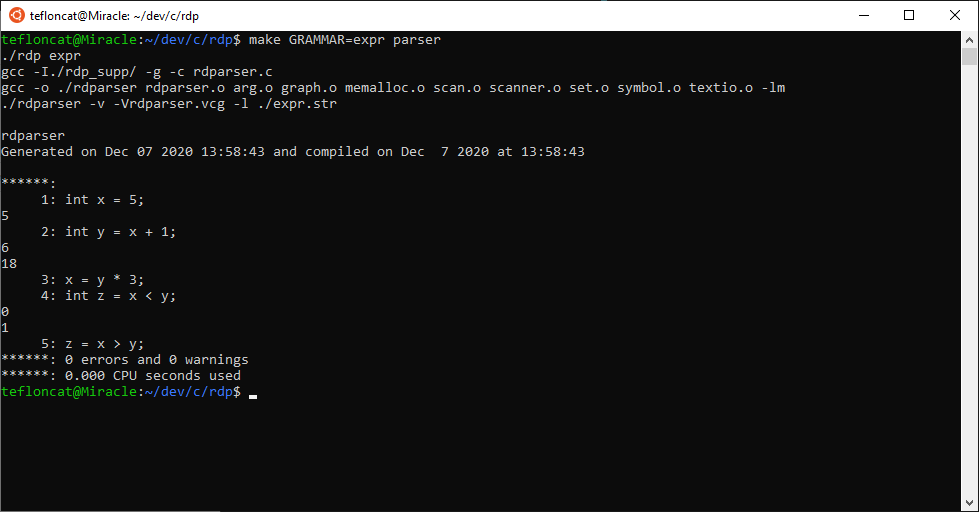 tefloncat@Miracle: ~/dev/c/rdp
tefloncat@Miracle:~/dev/c/rdp$ make GRAMMAR=expr parser
./rdp expr
gcc -I./rdp_supp/ -g -c rdparser.c
gcc -o ./rdparser rdparser.o arg.o graph.o memalloc.o scan.o scanner.o set.o symbol.o textio.o -lm
./rdparser -v -Vrdparser.vcg -l ./expr.str
rdparser
Generated on Dec 07 2020 13:58:43 and compiled on Dec  7 2020 at 13:58:43
******:
     1: int x = 5;
5
     2: int y = x + 1;
6
18
     3: x = y * 3;
     4: int z = x < y;
0
1
     5: z = x > y;
******: 0 errors and 0 warnings
******: 0.000 CPU seconds used
tefloncat@Miracle:~/dev/c/rdp$